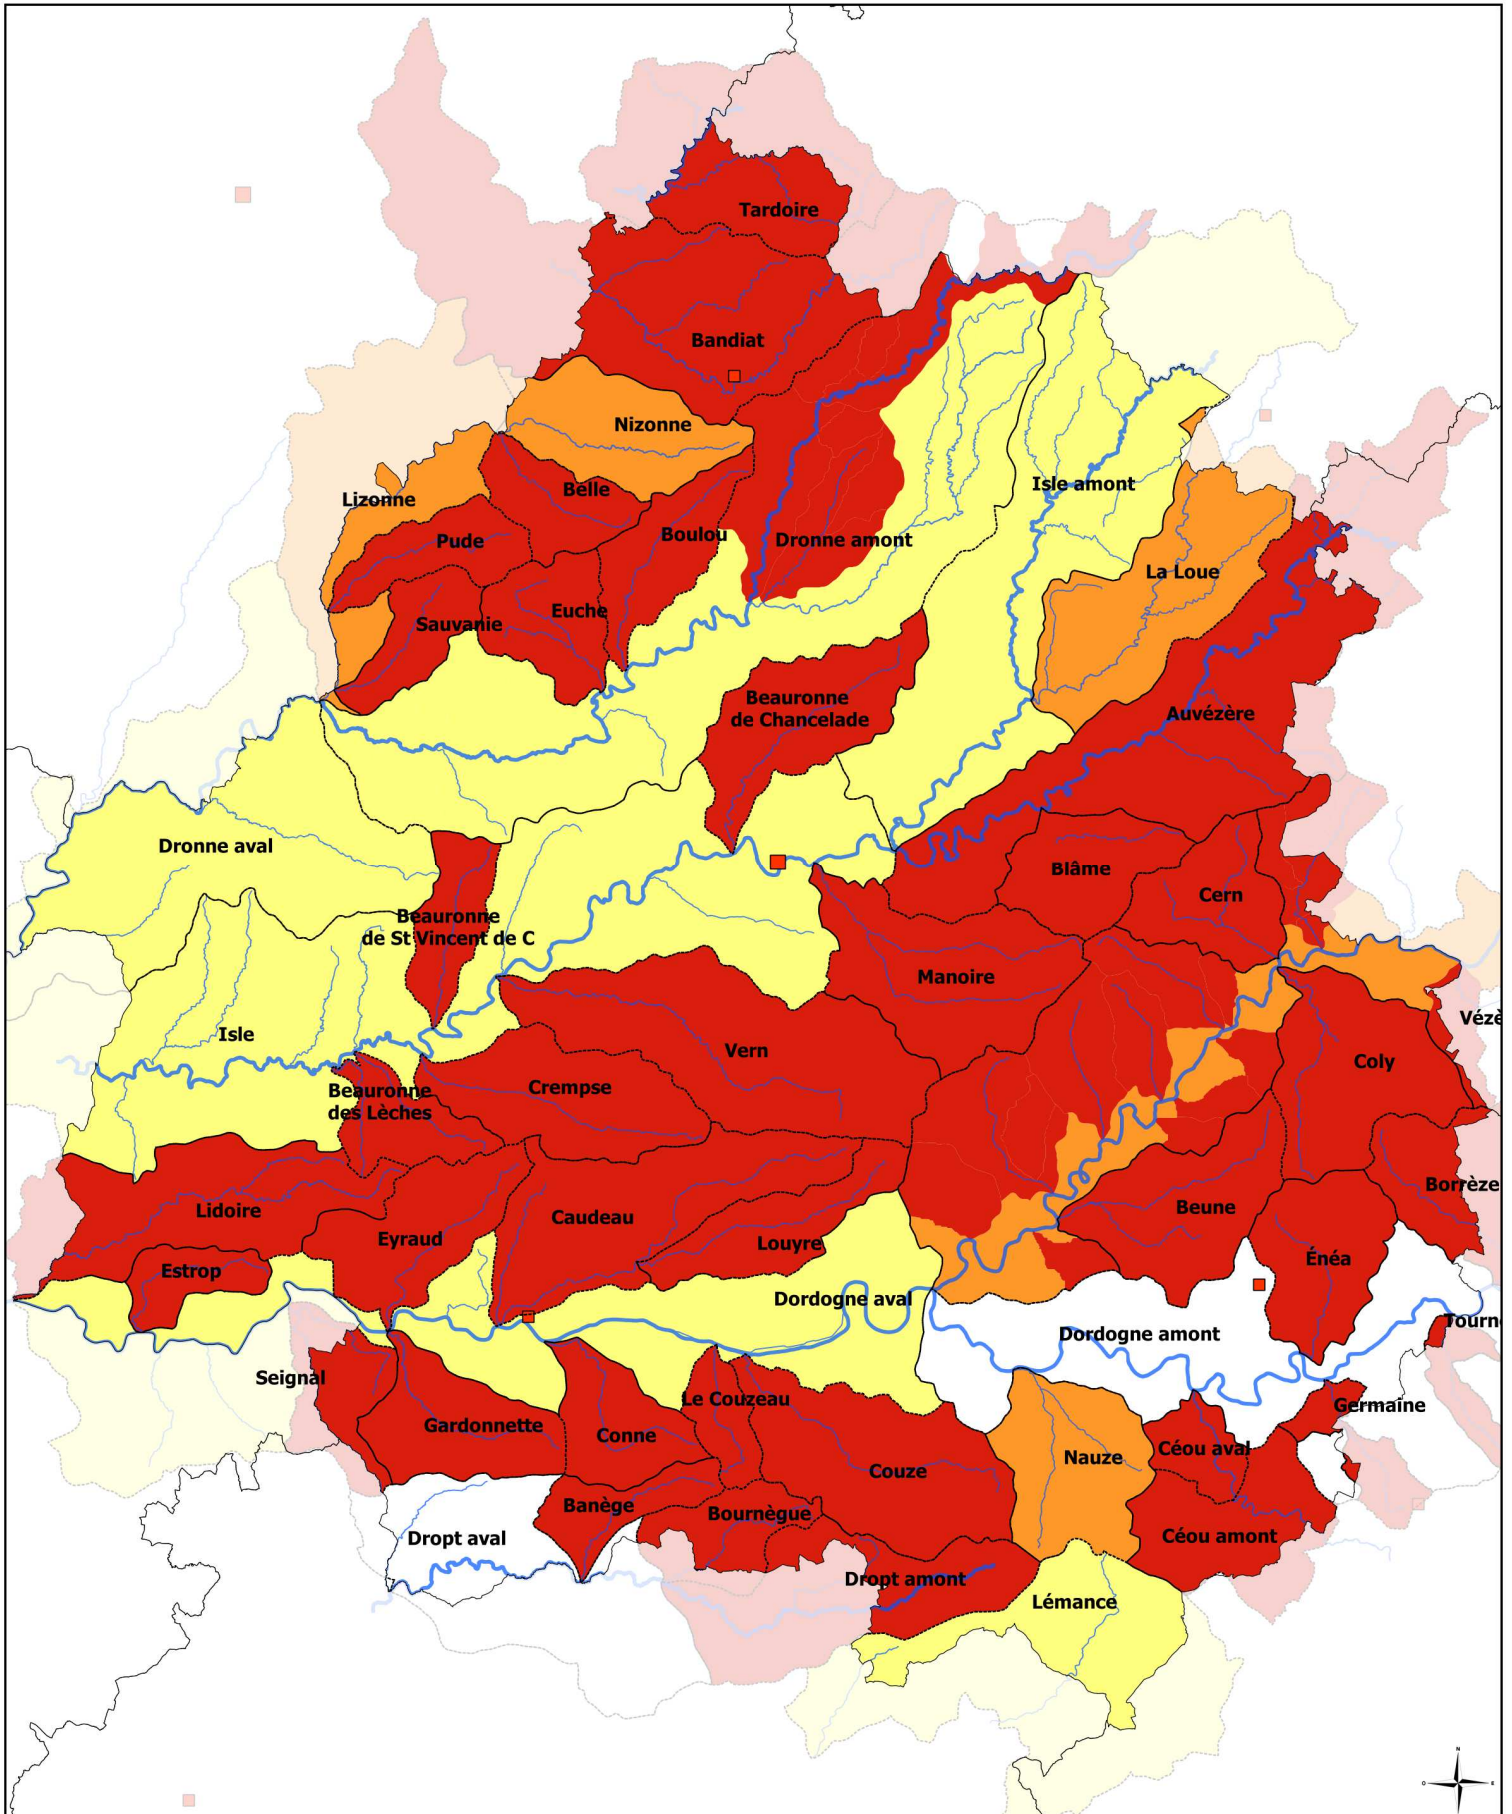 Tardoire
Bandiat
Nizonne
Isle amont
Belle
Lizonne
Boulou
Pude
Dronne amont
La Loue
Euche
Sauvanie
Beauronne
de Chancelade
Auvézère
Dronne aval
Blâme
Cern
Beauronne
de St Vincent de C
Manoire
Vézè
Isle
Vern
Coly
Crempse
Beauronne
des Lèches
Borrèze
Beune
Lidoire
Caudeau
Eyraud
Louyre
Énéa
Estrop
Dordogne aval
Tourn
Dordogne amont
Seignal
Le Couzeau
Germaine
Gardonnette
Conne
Céou aval
Nauze
Couze
Banège
Bournègue
Dropt aval
Céou amont
Dropt amont
Lémance
N
O
E